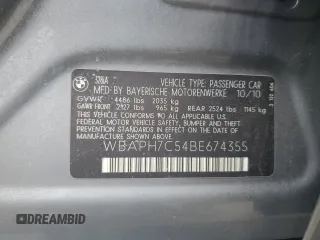 BMW
"328iA"
VEHICLE TYPE: PASSENGER CAR
MFD. BY BAYERISCHE MOTORENWERKE 10/10
GVWR 4486 lbs 2035 kg
GAWR FRONT 2127 lbs 965 kg REAR 2524 lbs 1145 kg
THIS VEHICLE CONFORMS TO ALL APPLICABLE
FEDERAL MOTOR VEHICLE SAFETY, BUMPER AND
THEFT PREVENTION STANDARDS IN EFFECT ON THE DATE
OF MANUFACTURE SHOWN ABOVE.
WBAPH7C54BE674355
DREAMBID